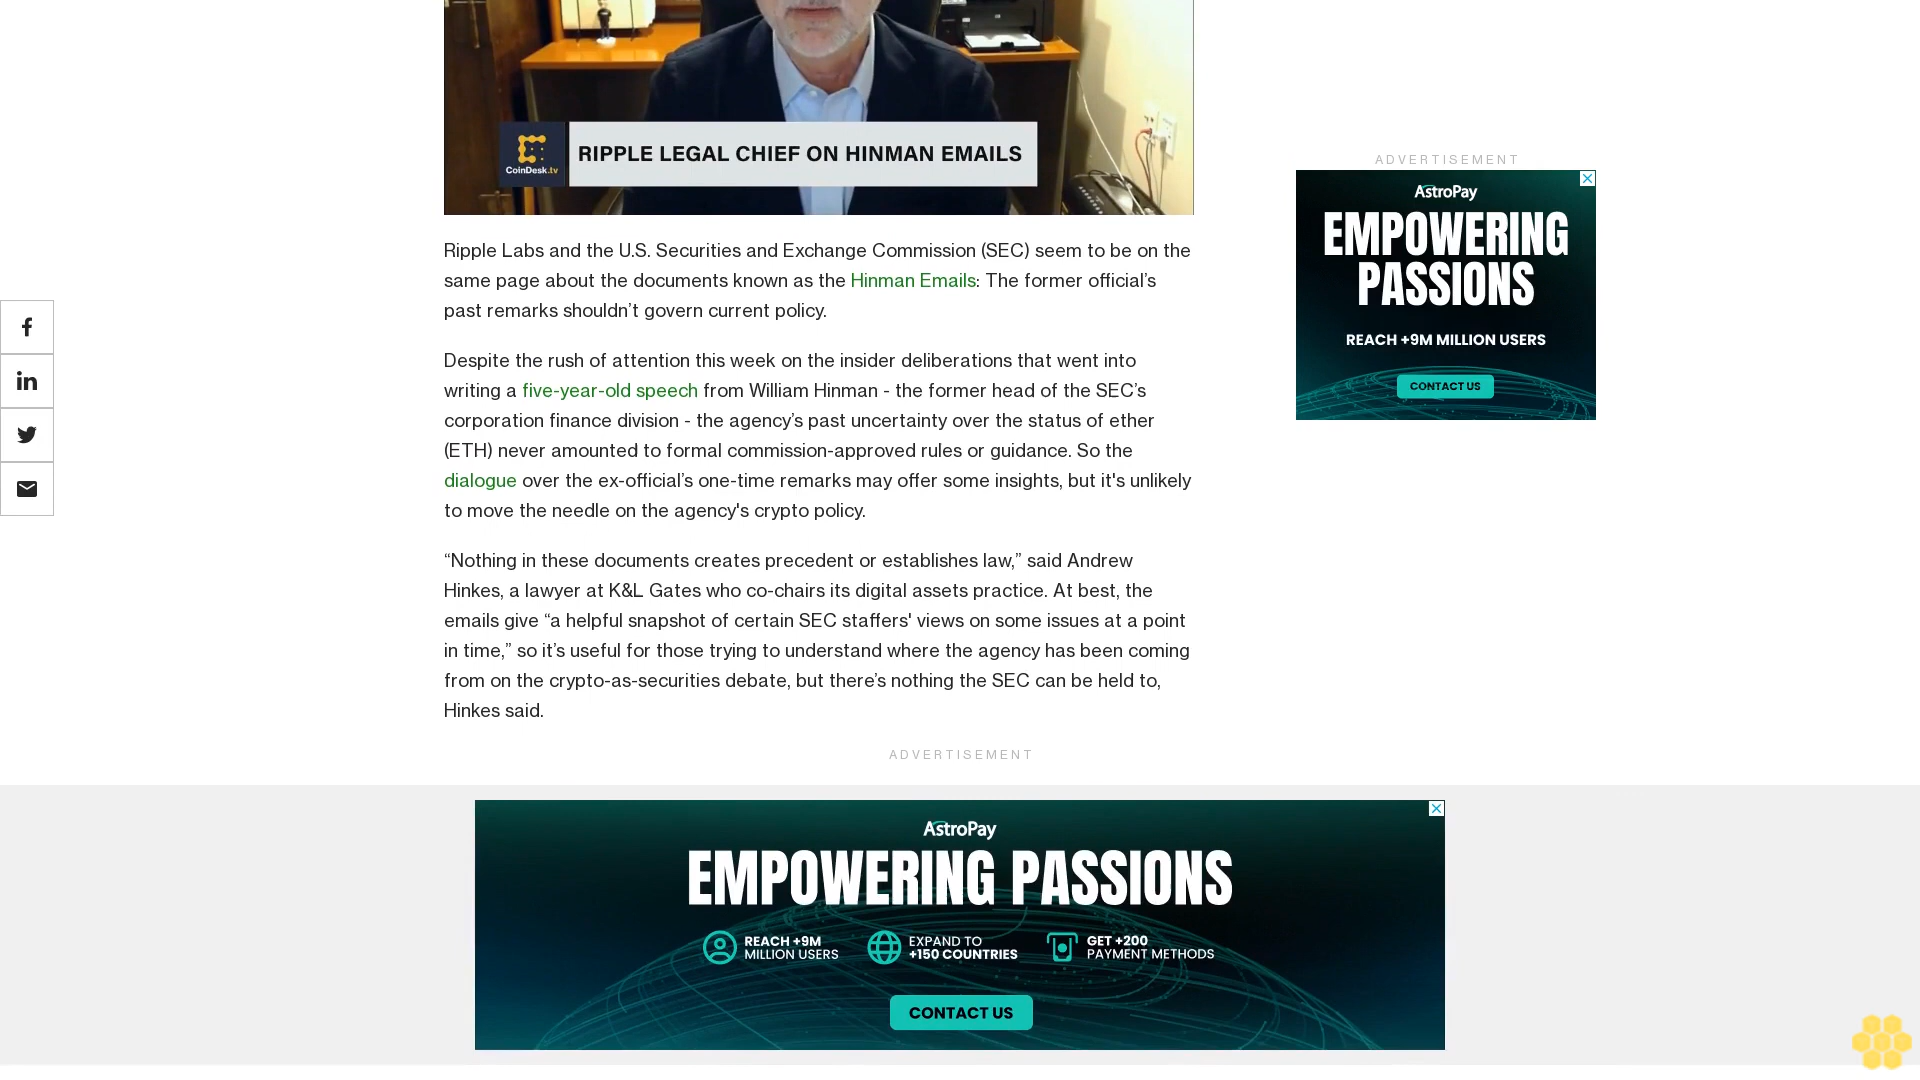 CoinDesk.tv
RIPPLE LEGAL CHIEF ON HINMAN EMAILS
Ripple Labs and the U.S. Securities and Exchange Commission (SEC) seem to be on the
same page about the documents known as the Hinman Emails: The former official’s
past remarks shouldn’t govern current policy.
Despite the rush of attention this week on the insider deliberations that went into
writing a five-year-old speech from William Hinman - the former head of the SEC’s
corporation finance division - the agency’s past uncertainty over the status of ether
(ETH) never amounted to formal commission-approved rules or guidance. So the
dialogue over the ex-official’s one-time remarks may offer some insights, but it's unlikely
to move the needle on the agency's crypto policy.
“Nothing in these documents creates precedent or establishes law,” said Andrew
Hinkes, a lawyer at K&L Gates who co-chairs its digital assets practice. At best, the
emails give “a helpful snapshot of certain SEC staffers' views on some issues at a point
in time,” so it’s useful for those trying to understand where the agency has been coming
from on the crypto-as-securities debate, but there’s nothing the SEC can be held to,
Hinkes said.
ADVERTISEMENT
AstroPay
EMPOWERING
PASSIONS
REACH +9M MILLION USERS
CONTACT US
ADVERTISEMENT
AstroPay
EMPOWERING PASSIONS
REACH +9M
MILLION USERS
EXPAND TO
+150 COUNTRIES
GET +200
PAYMENT METHODS
CONTACT US